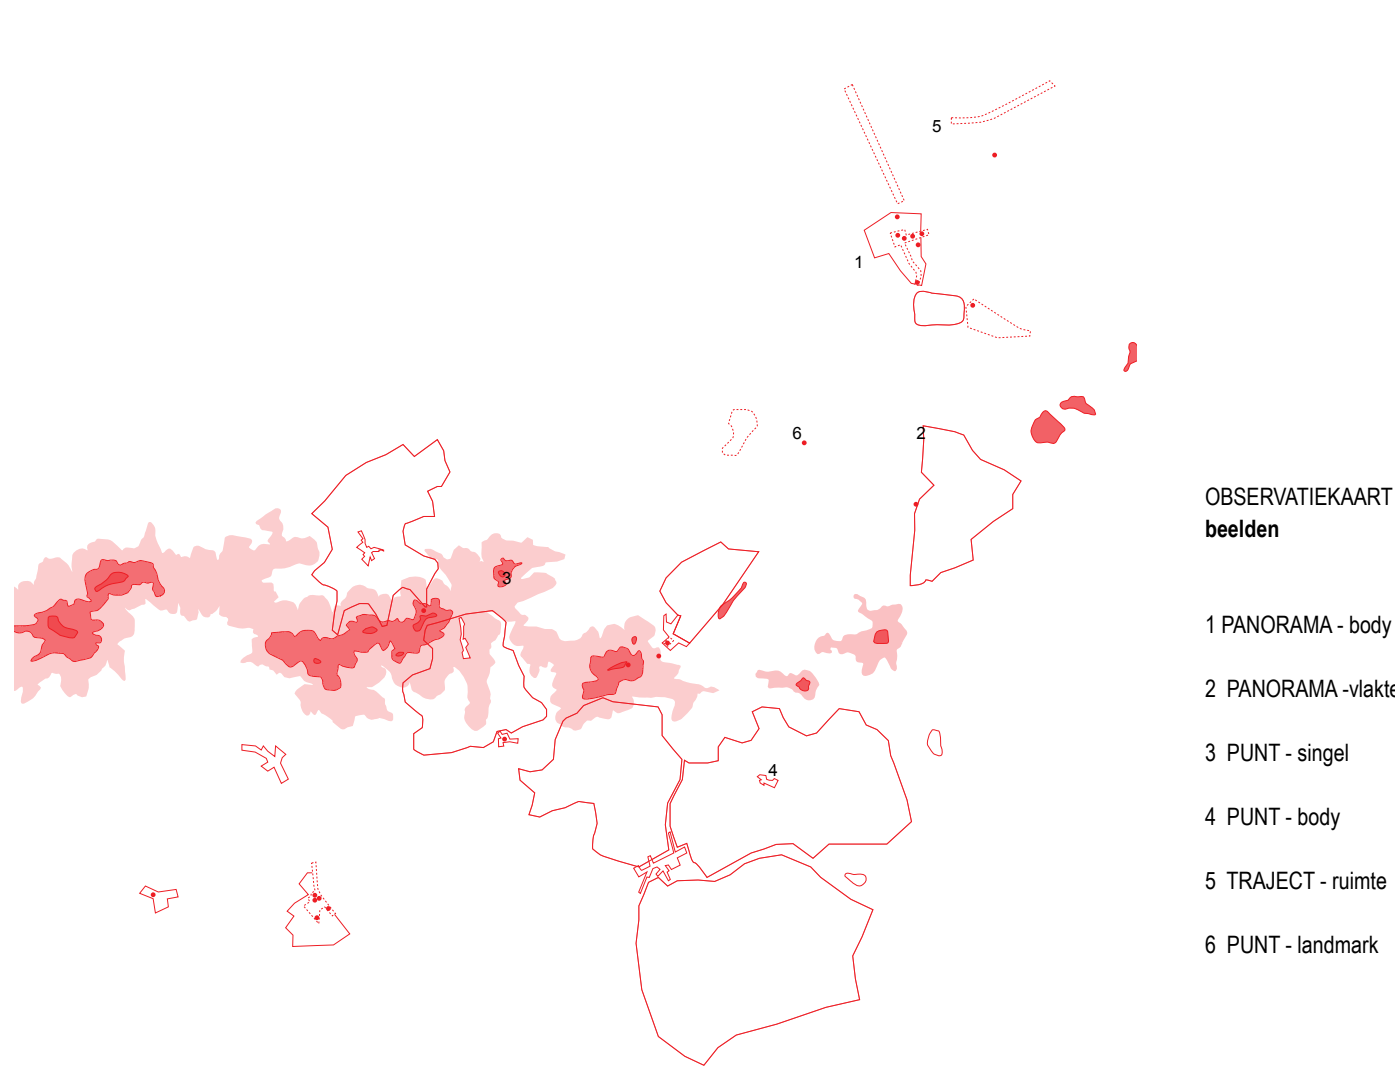 5
1
6
2
3
4
OBSERVATIEKAART
beelden
1 PANORAMA - body
2 PANORAMA -vlakte
3 PUNT - singel
4 PUNT - body
5 TRAJECT - ruimte
6 PUNT - landmark